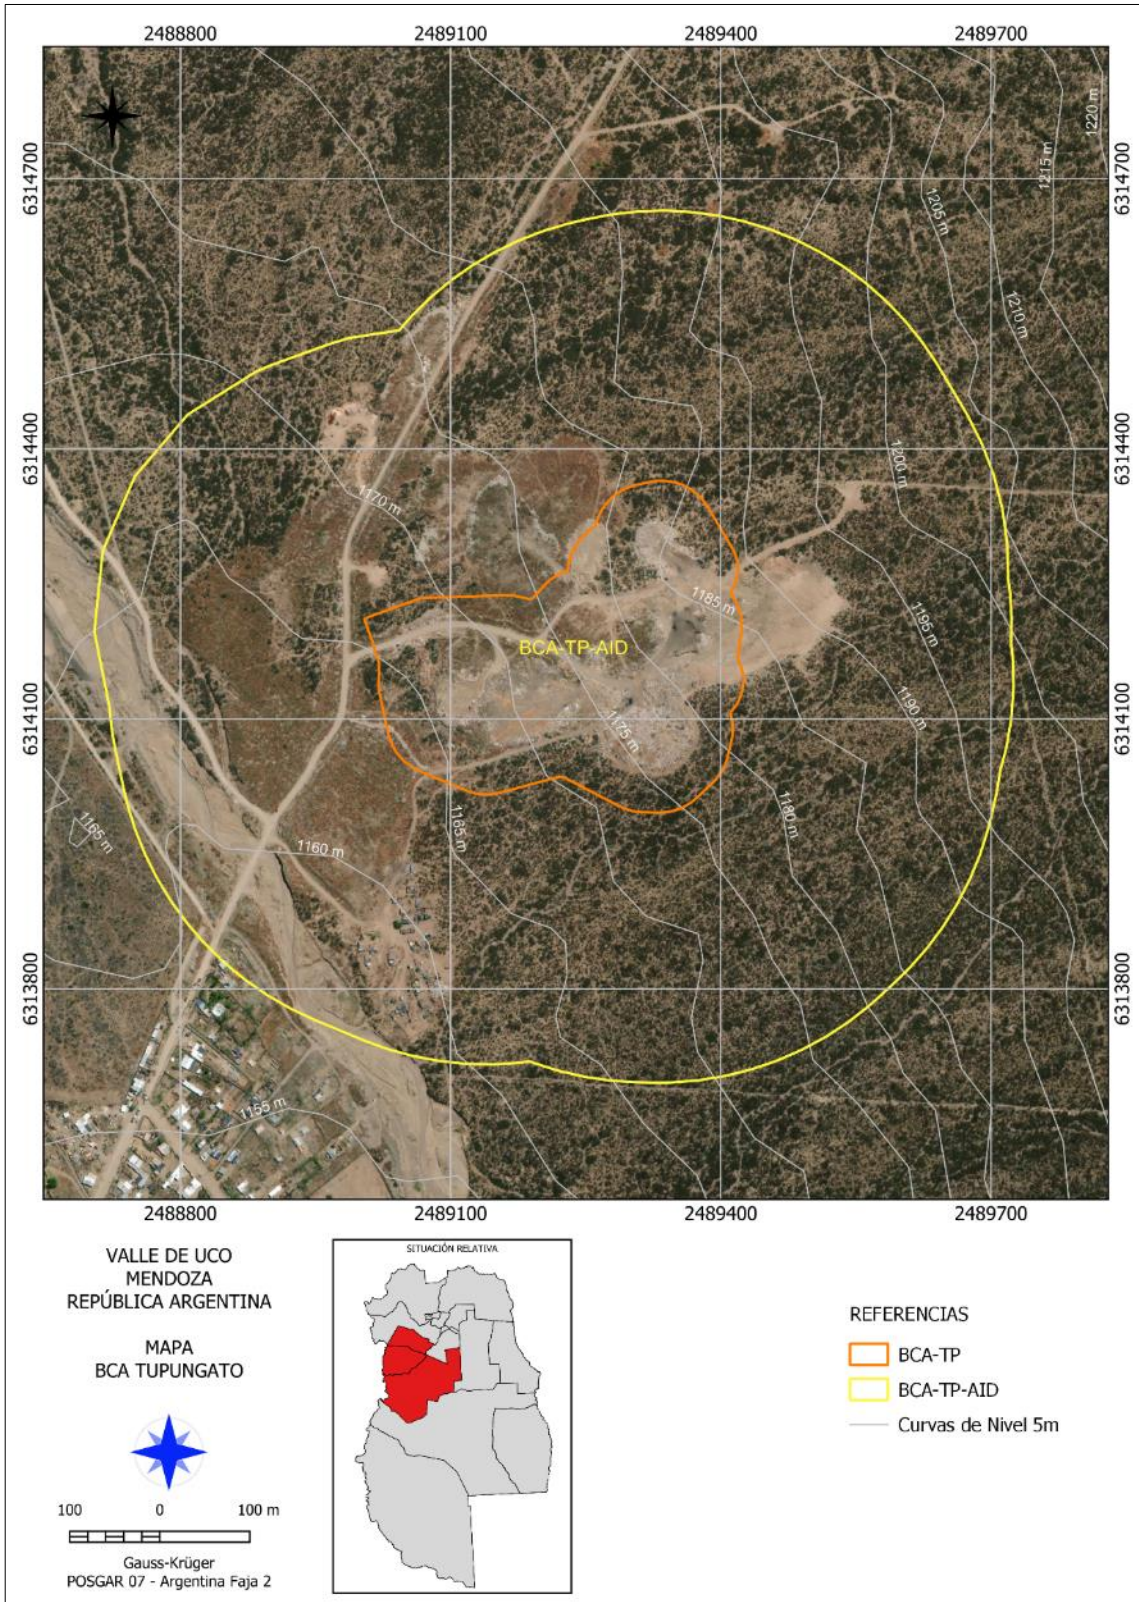 2488800 2489100 2489400 2489700
6314700 6314700
6314400 6314400
6314100 6314100
6313800 6313800
1220 m
1215 m
1205 m
1210 m
1200 m
1170 m
1185 m
1195 m
BCA-TP-AID
1190 m
1175 m
1180 m
1165 m
1165 m
1160 m
1155 m
2488800 2489100 2489400 2489700
VALLE DE UCO
MENDOZA
REPÚBLICA ARGENTINA
MAPA
BCA TUPUNGATO
100 0 100 m
Gauss-Krüger
POSGAR 07 - Argentina Faja 2
SITUACIÓN RELATIVA
REFERENCIAS
BCA-TP
BCA-TP-AID
Curvas de Nivel 5m